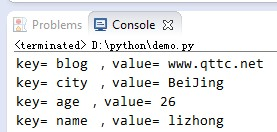 Problems Console
<terminated> D:\python\demo.py
key= blog , value= www.qttc.net
key= city , value= BeiJing
key= age , value= 26
key= name , value= lizhong